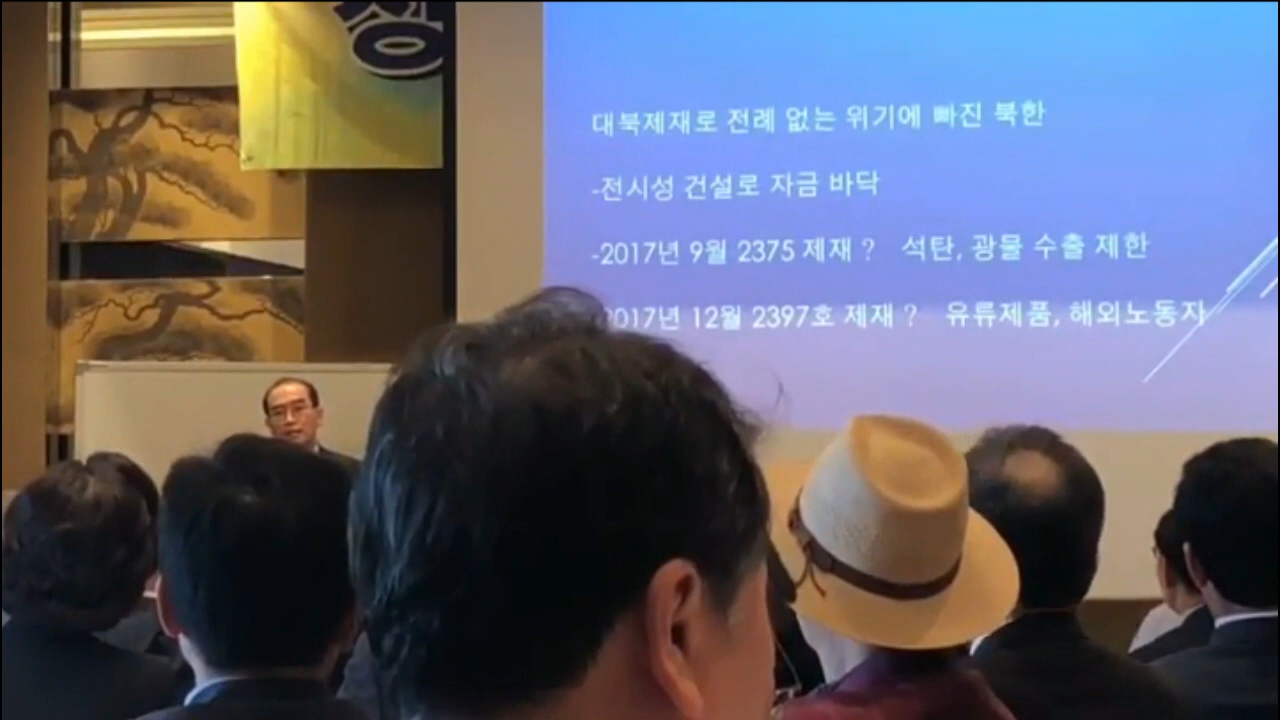 대북제재로 전례 없는 위기에 빠진 북한
-전시성 건설로 자금 바닥
-2017년 9월 2375 제재 ? 석탄, 광물 수출 제한
2017년 12월 2397호 제재 ? 유류제품, 해외노동자